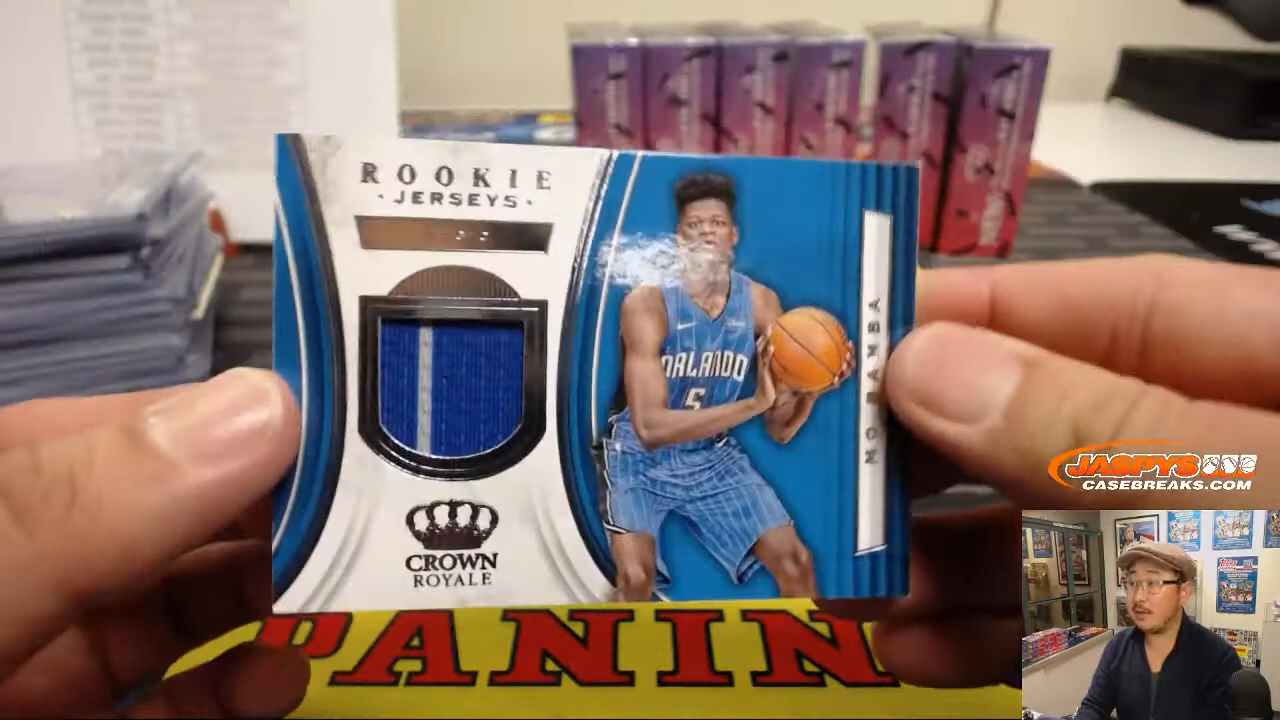 ROOKIE
· JERSEYS ·
ORLANDO
5
MO BAMBA
CROWN
ROYALE
PANINI
JASPYS
CASEBREAKS.COM